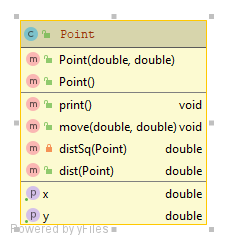 C Point
m Point(double, double)
m Point()
m print() void
m move(double, double) void
m distSq(Point) double
m dist(Point) double
p x double
p y double
Powered by yFiles